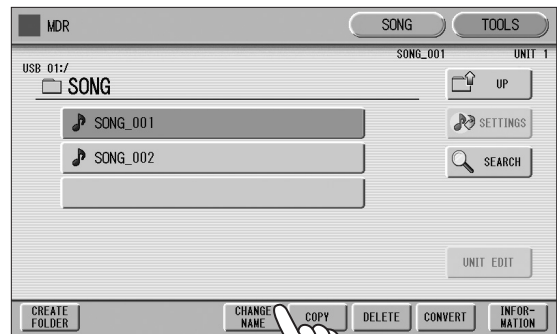 MDR
SONG
TOOLS
SONG_001
UNIT 1
USB 01:/
SONG
UP
SONG_001
SETTINGS
SONG_002
SEARCH
UNIT EDIT
CREATE
FOLDER
CHANGE
NAME
COPY
DELETE
CONVERT
INFOR-
MATION